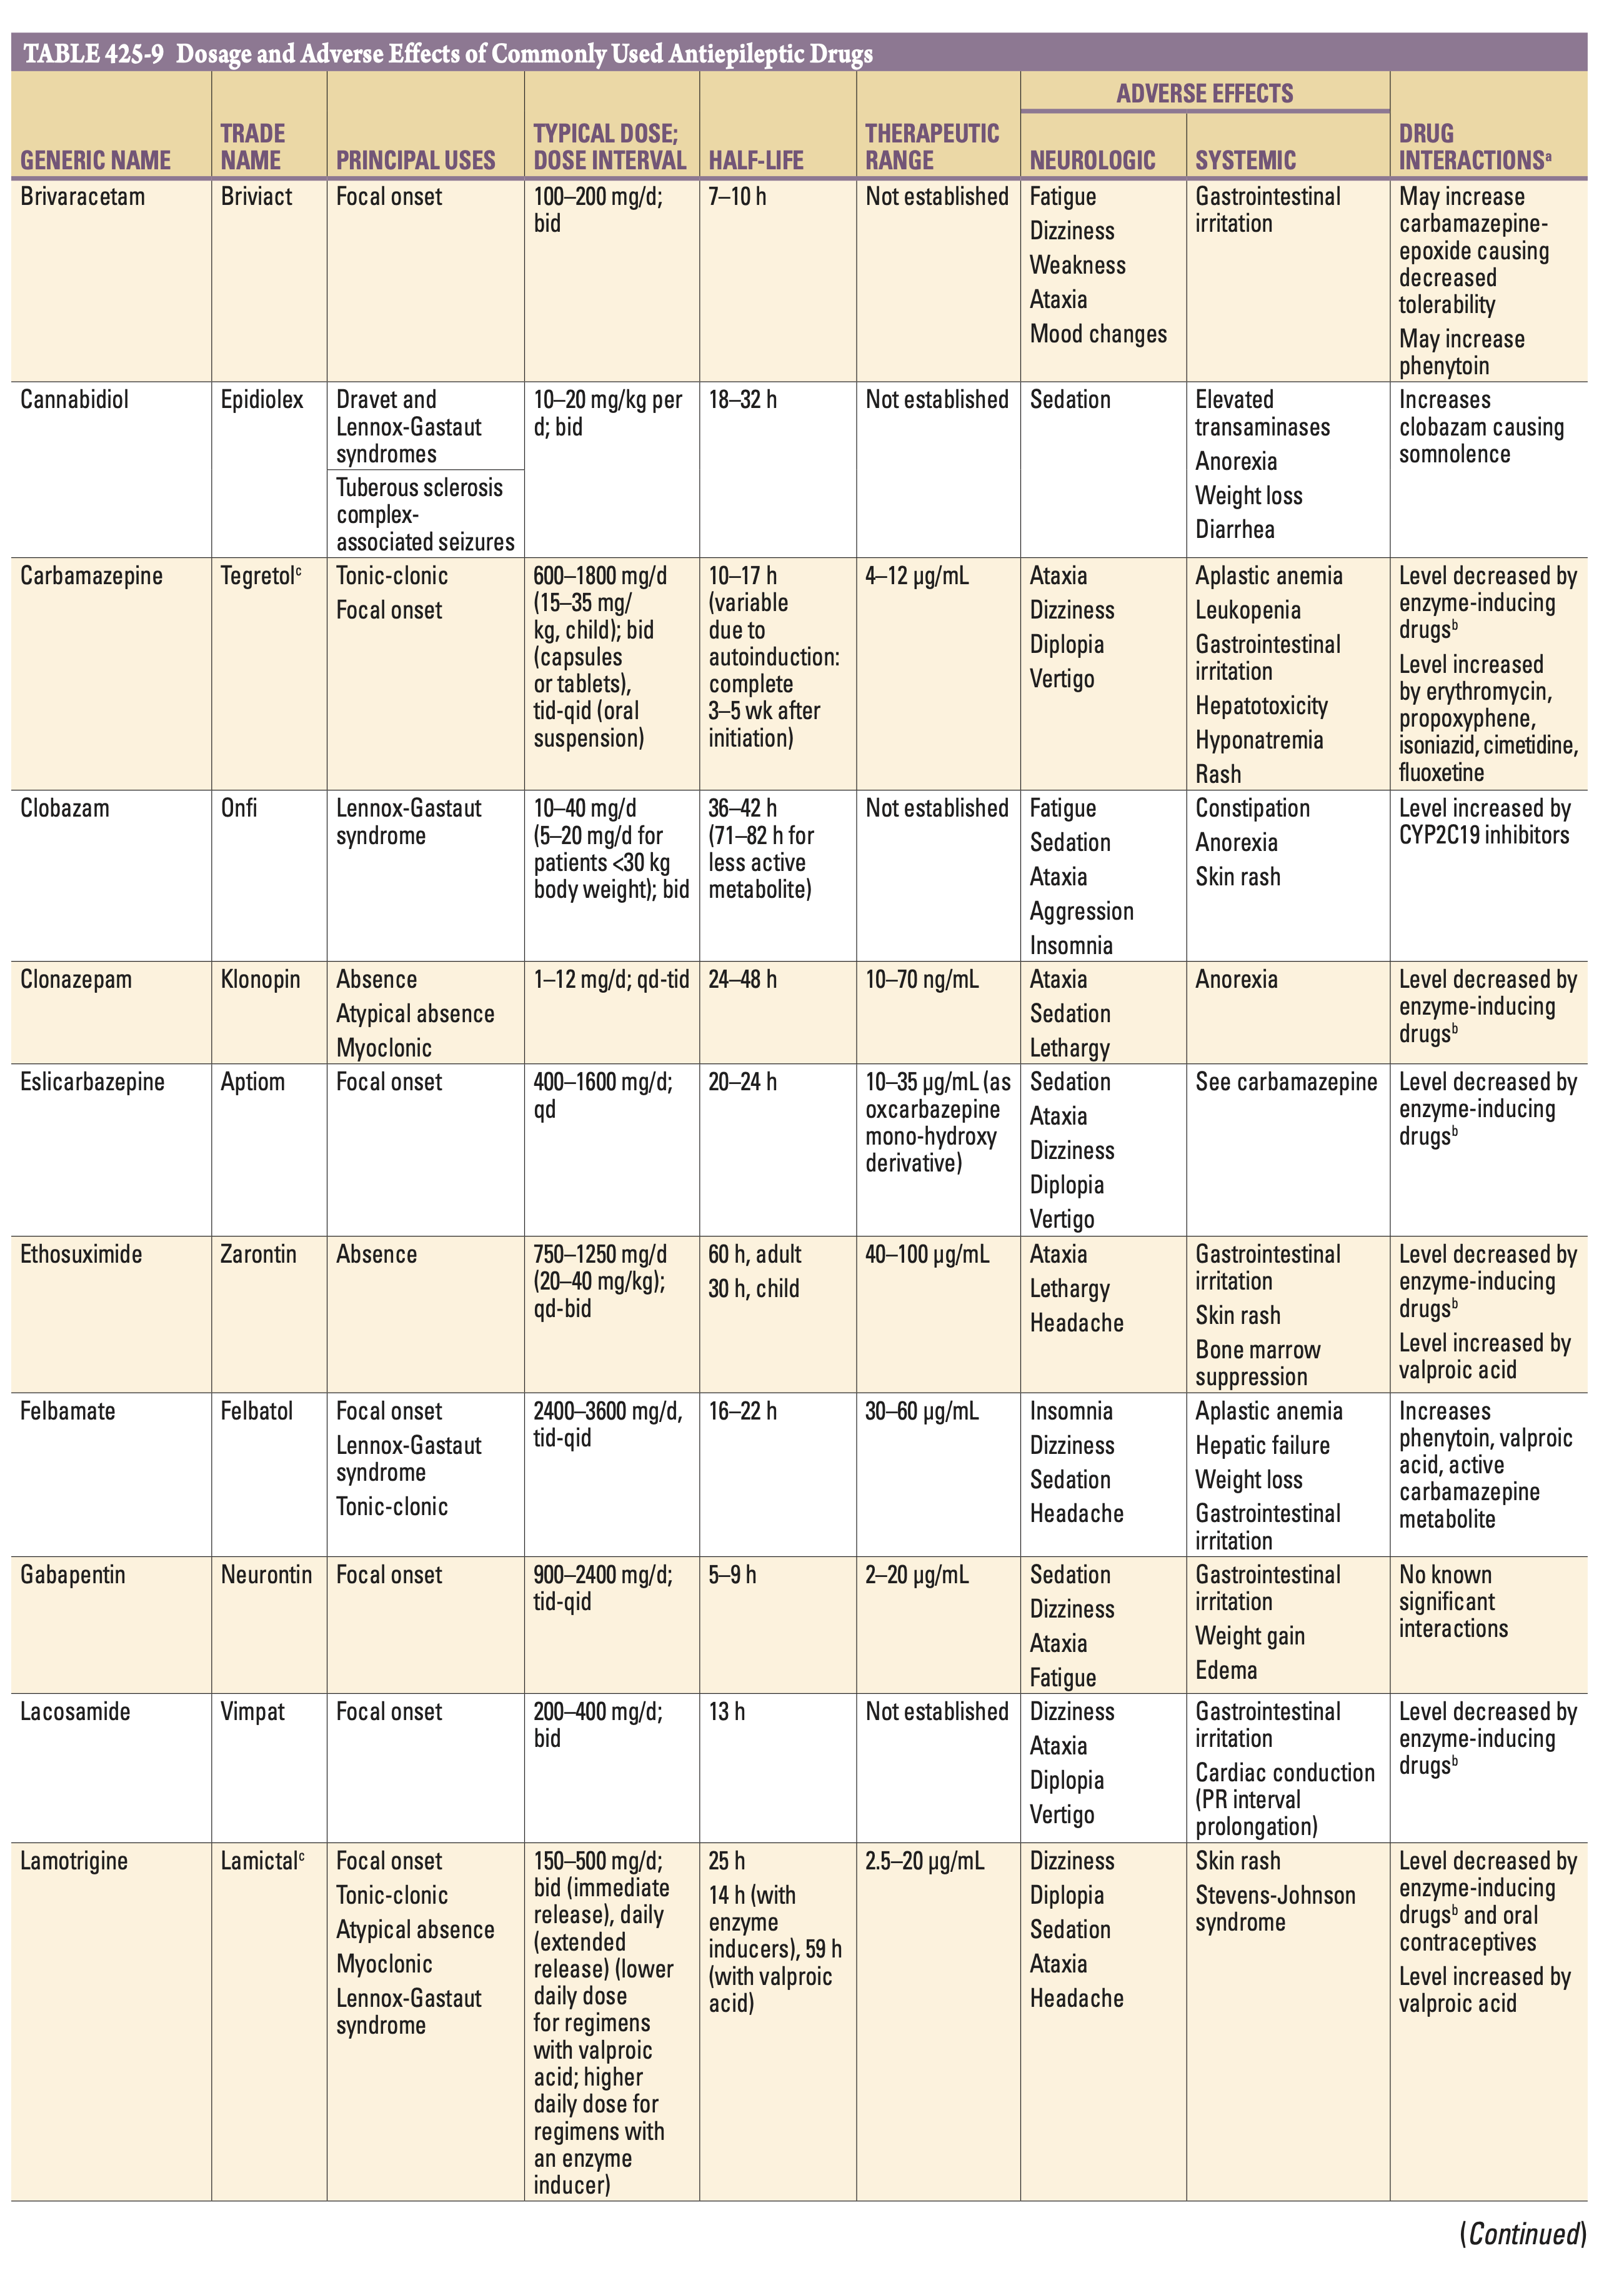 TABLE 425-9 Dosage and Adverse Effects of Commonly Used Antiepileptic Drugs
GENERIC NAME
TRADE
NAME
PRINCIPAL USES
TYPICAL DOSE;
DOSE INTERVAL
HALF-LIFE
THERAPEUTIC
RANGE
ADVERSE EFFECTS
NEUROLOGIC
SYSTEMIC
DRUG
INTERACTIONSᵃ
Brivaracetam
Briviact
Focal onset
100–200 mg/d;
bid
7–10 h
Not established
Fatigue
Dizziness
Weakness
Ataxia
Mood changes
Gastrointestinal
irritation
May increase
carbamazepine-
epoxide causing
decreased
tolerability
May increase
phenytoin
Cannabidiol
Epidiolex
Dravet and
Lennox-Gastaut
syndromes
Tuberous sclerosis
complex-
associated seizures
10–20 mg/kg per
d; bid
18–32 h
Not established
Sedation
Elevated
transaminases
Anorexia
Weight loss
Diarrhea
Increases
clobazam causing
somnolence
Carbamazepine
Tegretolᶜ
Tonic-clonic
Focal onset
600–1800 mg/d
(15–35 mg/
kg, child); bid
(capsules
or tablets),
tid-qid (oral
suspension)
10–17 h
(variable
due to
autoinduction:
complete
3–5 wk after
initiation)
4–12 μg/mL
Ataxia
Dizziness
Diplopia
Vertigo
Aplastic anemia
Leukopenia
Gastrointestinal
irritation
Hepatotoxicity
Hyponatremia
Rash
Level decreased by
enzyme-inducing
drugsᵇ
Level increased
by erythromycin,
propoxyphene,
isoniazid, cimetidine,
fluoxetine
Clobazam
Onfi
Lennox-Gastaut
syndrome
10–40 mg/d
(5–20 mg/d for
patients <30 kg
body weight); bid
36–42 h
(71–82 h for
less active
metabolite)
Not established
Fatigue
Sedation
Ataxia
Aggression
Insomnia
Constipation
Anorexia
Skin rash
Level increased by
CYP2C19 inhibitors
Clonazepam
Klonopin
Absence
Atypical absence
Myoclonic
1–12 mg/d; qd-tid
24–48 h
10–70 ng/mL
Ataxia
Sedation
Lethargy
Anorexia
Level decreased by
enzyme-inducing
drugsᵇ
Eslicarbazepine
Aptiom
Focal onset
400–1600 mg/d;
qd
20–24 h
10–35 μg/mL (as
oxcarbazepine
mono-hydroxy
derivative)
Sedation
Ataxia
Dizziness
Diplopia
Vertigo
See carbamazepine
Level decreased by
enzyme-inducing
drugsᵇ
Ethosuximide
Zarontin
Absence
750–1250 mg/d
(20–40 mg/kg);
qd-bid
60 h, adult
30 h, child
40–100 μg/mL
Ataxia
Lethargy
Headache
Gastrointestinal
irritation
Skin rash
Bone marrow
suppression
Level decreased by
enzyme-inducing
drugsᵇ
Level increased by
valproic acid
Felbamate
Felbatol
Focal onset
Lennox-Gastaut
syndrome
Tonic-clonic
2400–3600 mg/d,
tid-qid
16–22 h
30–60 μg/mL
Insomnia
Dizziness
Sedation
Headache
Aplastic anemia
Hepatic failure
Weight loss
Gastrointestinal
irritation
Increases
phenytoin, valproic
acid, active
carbamazepine
metabolite
Gabapentin
Neurontin
Focal onset
900–2400 mg/d;
tid-qid
5–9 h
2–20 μg/mL
Sedation
Dizziness
Ataxia
Fatigue
Gastrointestinal
irritation
Weight gain
Edema
No known
significant
interactions
Lacosamide
Vimpat
Focal onset
200–400 mg/d;
bid
13 h
Not established
Dizziness
Ataxia
Diplopia
Vertigo
Gastrointestinal
irritation
Cardiac conduction
(PR interval
prolongation)
Level decreased by
enzyme-inducing
drugsᵇ
Lamotrigine
Lamictalᶜ
Focal onset
Tonic-clonic
Atypical absence
Myoclonic
Lennox-Gastaut
syndrome
150–500 mg/d;
bid (immediate
release), daily
(extended
release) (lower
daily dose
for regimens
with valproic
acid; higher
daily dose for
regimens with
an enzyme
inducer)
25 h
14 h (with
enzyme
inducers), 59 h
(with valproic
acid)
2.5–20 μg/mL
Dizziness
Diplopia
Sedation
Ataxia
Headache
Skin rash
Stevens-Johnson
syndrome
Level decreased by
enzyme-inducing
drugsᵇ and oral
contraceptives
Level increased by
valproic acid
(Continued)